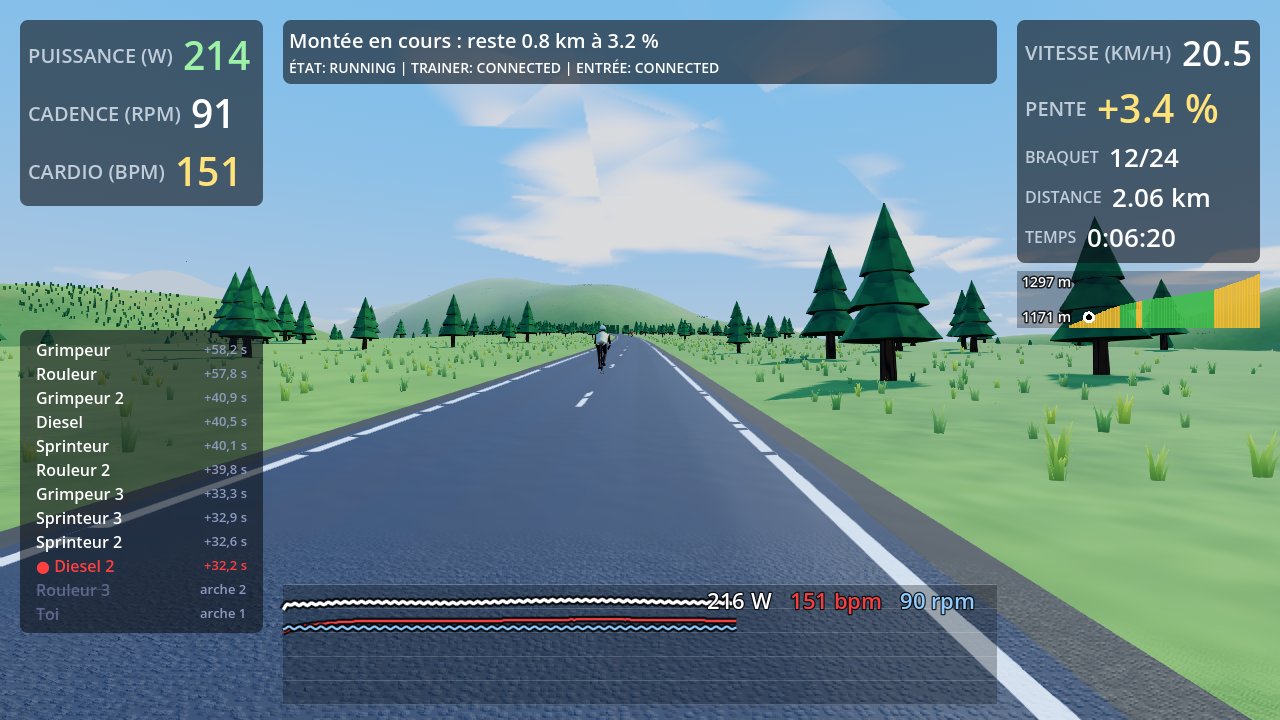 PUISSANCE (W) 214
CADENCE (RPM) 91
CARDIO (BPM) 151
Montée en cours : reste 0.8 km à 3.2 %
ÉTAT: RUNNING | TRAINER: CONNECTED | ENTRÉE: CONNECTED
VITESSE (KM/H) 20.5
PENTE +3.4 %
BRAQUET 12/24
DISTANCE 2.06 km
TEMPS 0:06:20
1297 m
1171 m
Grimpeur +58,2 s
Rouleur +57,8 s
Grimpeur 2 +40,9 s
Diesel +40,5 s
Sprinteur +40,1 s
Rouleur 2 +39,8 s
Grimpeur 3 +33,3 s
Sprinteur 3 +32,9 s
Sprinteur 2 +32,6 s
Diesel 2 +32,2 s
Rouleur 3 arche 2
Toi arche 1
216 W 151 bpm 90 rpm